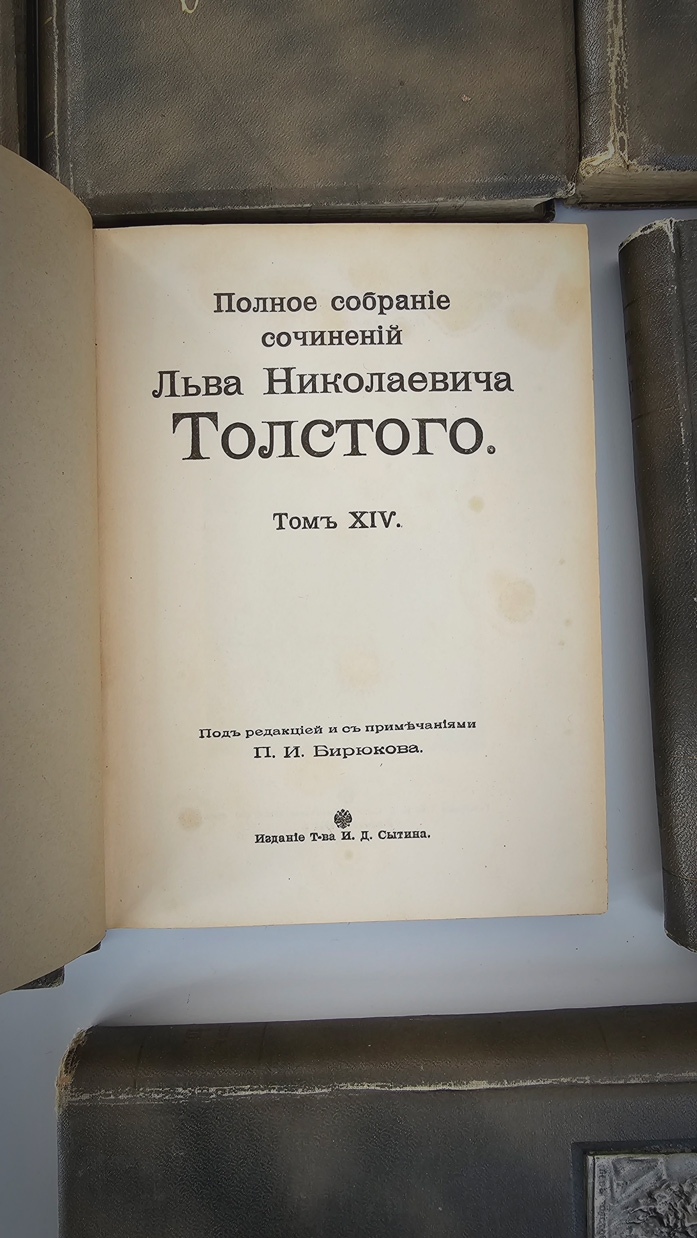 Полное собраніе
сочиненій
Льва Николаевича
Толстого.
Томъ XIV.
Подъ редакціей и съ примѣчаніями
П. И. Бирюкова.
Изданіе Т-ва И. Д. Сытина.